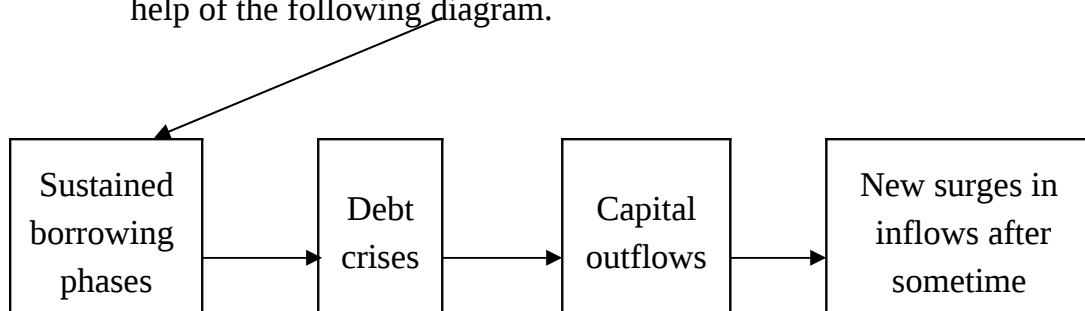 help of the following diagram.
Sustained
borrowing
phases
Debt
crises
Capital
outflows
New surges in
inflows after
sometime